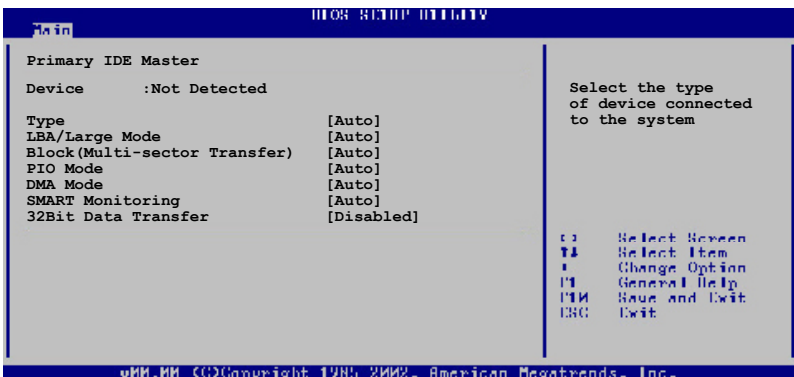 BIOS SETUP UTILITY
Main
Primary IDE Master
Device :Not Detected
Type [Auto]
LBA/Large Mode [Auto]
Block(Multi-sector Transfer) [Auto]
PIO Mode [Auto]
DMA Mode [Auto]
SMART Monitoring [Auto]
32Bit Data Transfer [Disabled]
Select the type
of device connected
to the system
Select Screen
Select Item
Change Option
F1 General Help
F10 Save and Exit
ESC Exit
(C)Copyright 1985-2002, American Megatrends, Inc.